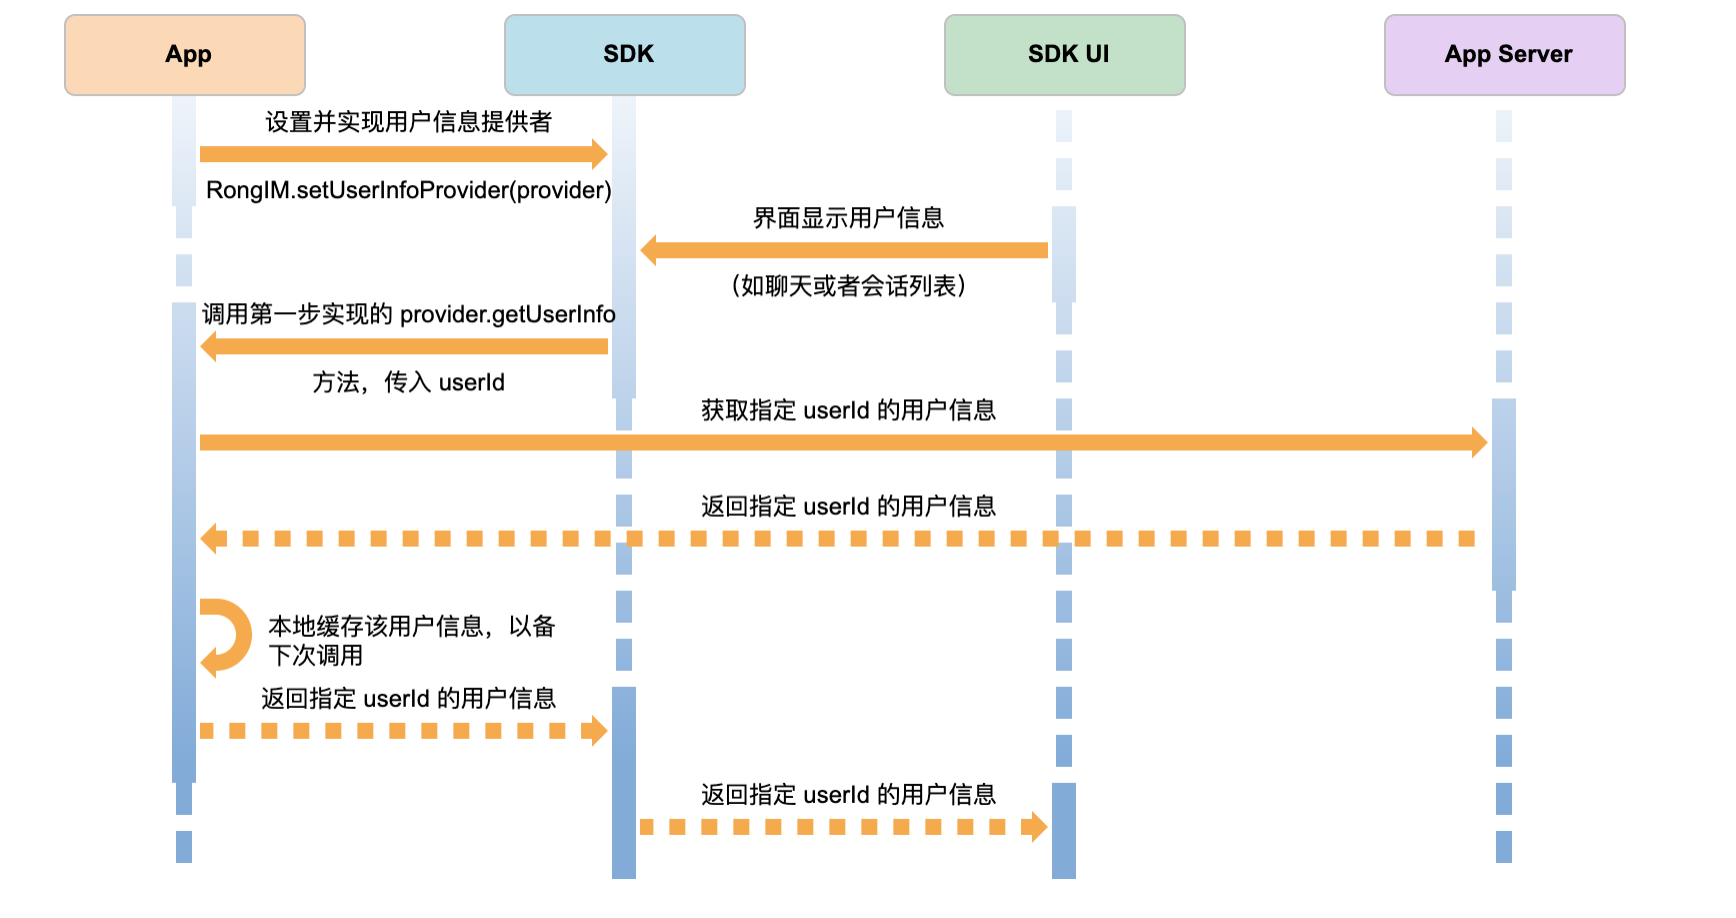 App
SDK
SDK UI
App Server
设置并实现用户信息提供者
RongIM.setUserInfoProvider(provider)
界面显示用户信息
（如聊天或者会话列表）
调用第一步实现的 provider.getUserInfo
方法，传入 userId
获取指定 userId 的用户信息
返回指定 userId 的用户信息
本地缓存该用户信息，以备
下次调用
返回指定 userId 的用户信息
返回指定 userId 的用户信息